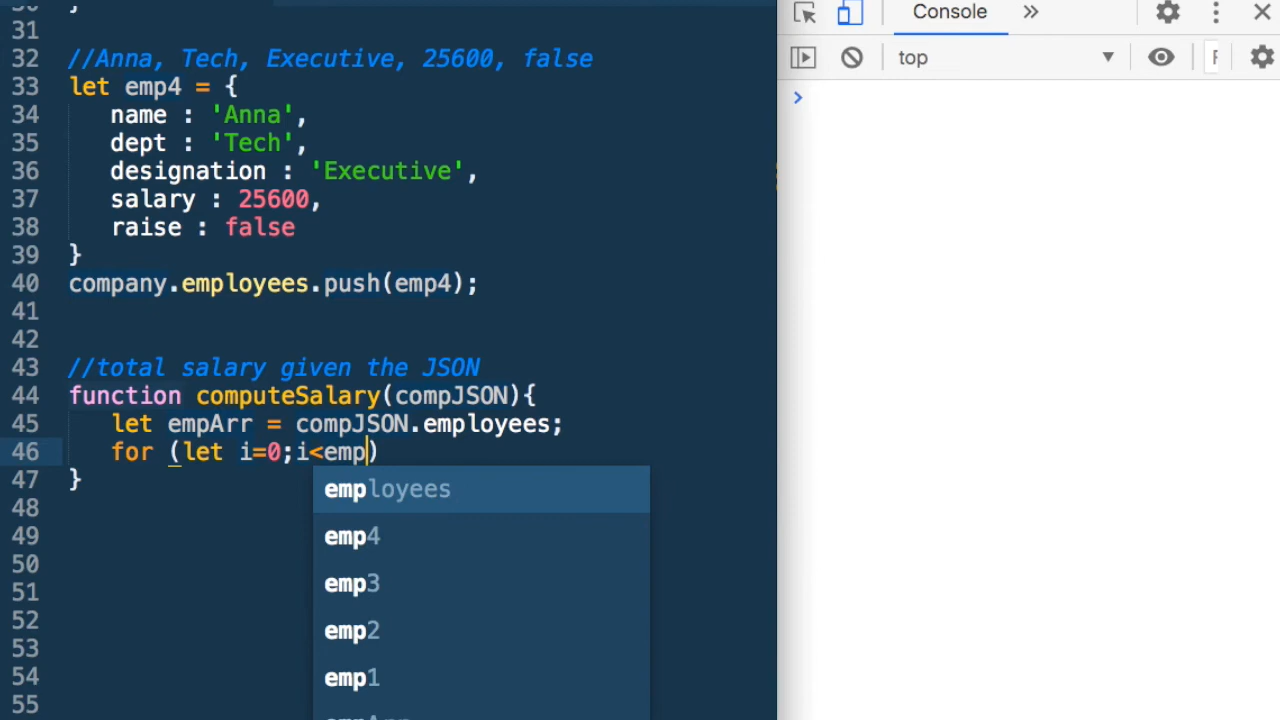 Console »
top ▼
>
30 }
31
32 //Anna, Tech, Executive, 25600, false
33 let emp4 = {
34 name : 'Anna',
35 dept : 'Tech',
36 designation : 'Executive',
37 salary : 25600,
38 raise : false
39 }
40 company.employees.push(emp4);
41
42
43 //total salary given the JSON
44 function computeSalary(compJSON){
45 let empArr = compJSON.employees;
46 for (let i=0;i<emp)
47 }
48
49
50
51
52
53
54
55
employees
emp4
emp3
emp2
emp1
empArr